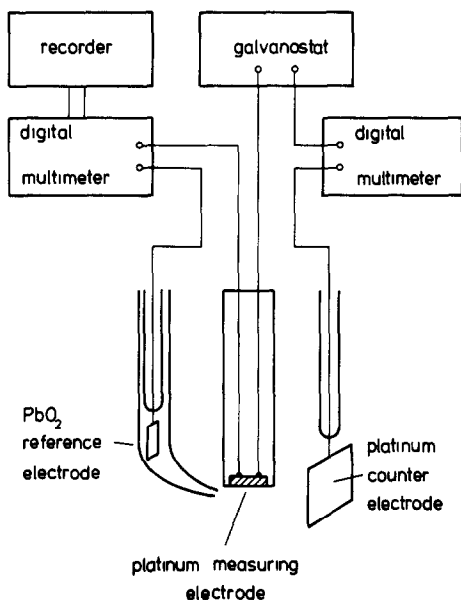 recorder
galvanostat
digital
multimeter
digital
multimeter
PbO₂
reference
electrode
platinum
counter
electrode
platinum measuring
electrode